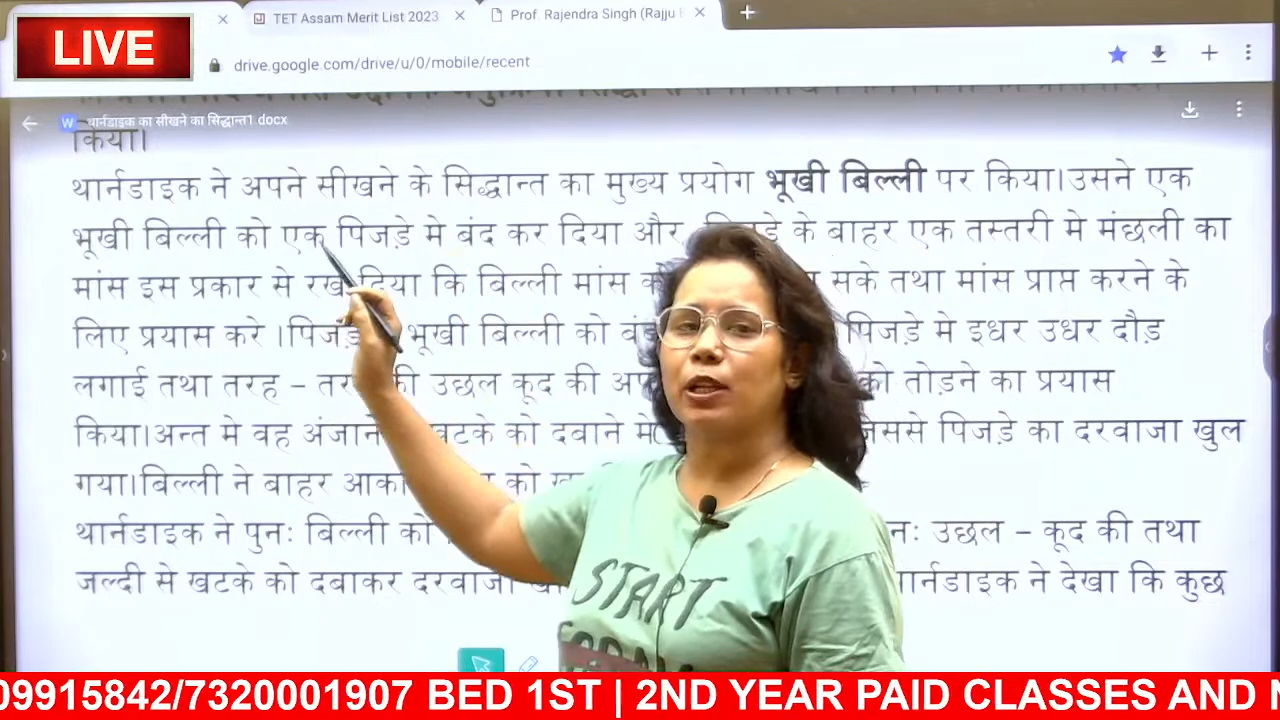 LIVE
TET Assam Merit List 2023
Prof. Rajendra Singh (Rajju
drive.google.com/drive/u/0/mobile/recent
थार्नडाइक का सीखने का सिद्धान्त1.docx
किया।
थार्नडाइक ने अपने सीखने के सिद्धान्त का मुख्य प्रयोग भूखी बिल्ली पर किया।उसने एक
भूखी बिल्ली को एक पिजड़े मे बंद कर दिया और के बाहर एक तस्तरी मे मंछली का
मांस इस प्रकार से रख दिया कि बिल्ली मांस सके तथा मांस प्राप्त करने के
लिए प्रयास करे ।पिजड़े भूखी बिल्ली को पिजड़े मे इधर उधर दौड़
लगाई तथा तरह – की उछल कूद की को तोड़ने का प्रयास
किया।अन्त मे वह अंजाने खटके को दबाने मे जिससे पिजड़े का दरवाजा खुल
गया।बिल्ली ने बाहर आकर को
थार्नडाइक ने पुनः बिल्ली को उछल – कूद की तथा
जल्दी से खटके को दबाकर दरवाजा थार्नडाइक ने देखा कि कुछ
START
09915842/7320001907 BED 1ST | 2ND YEAR PAID CLASSES AND